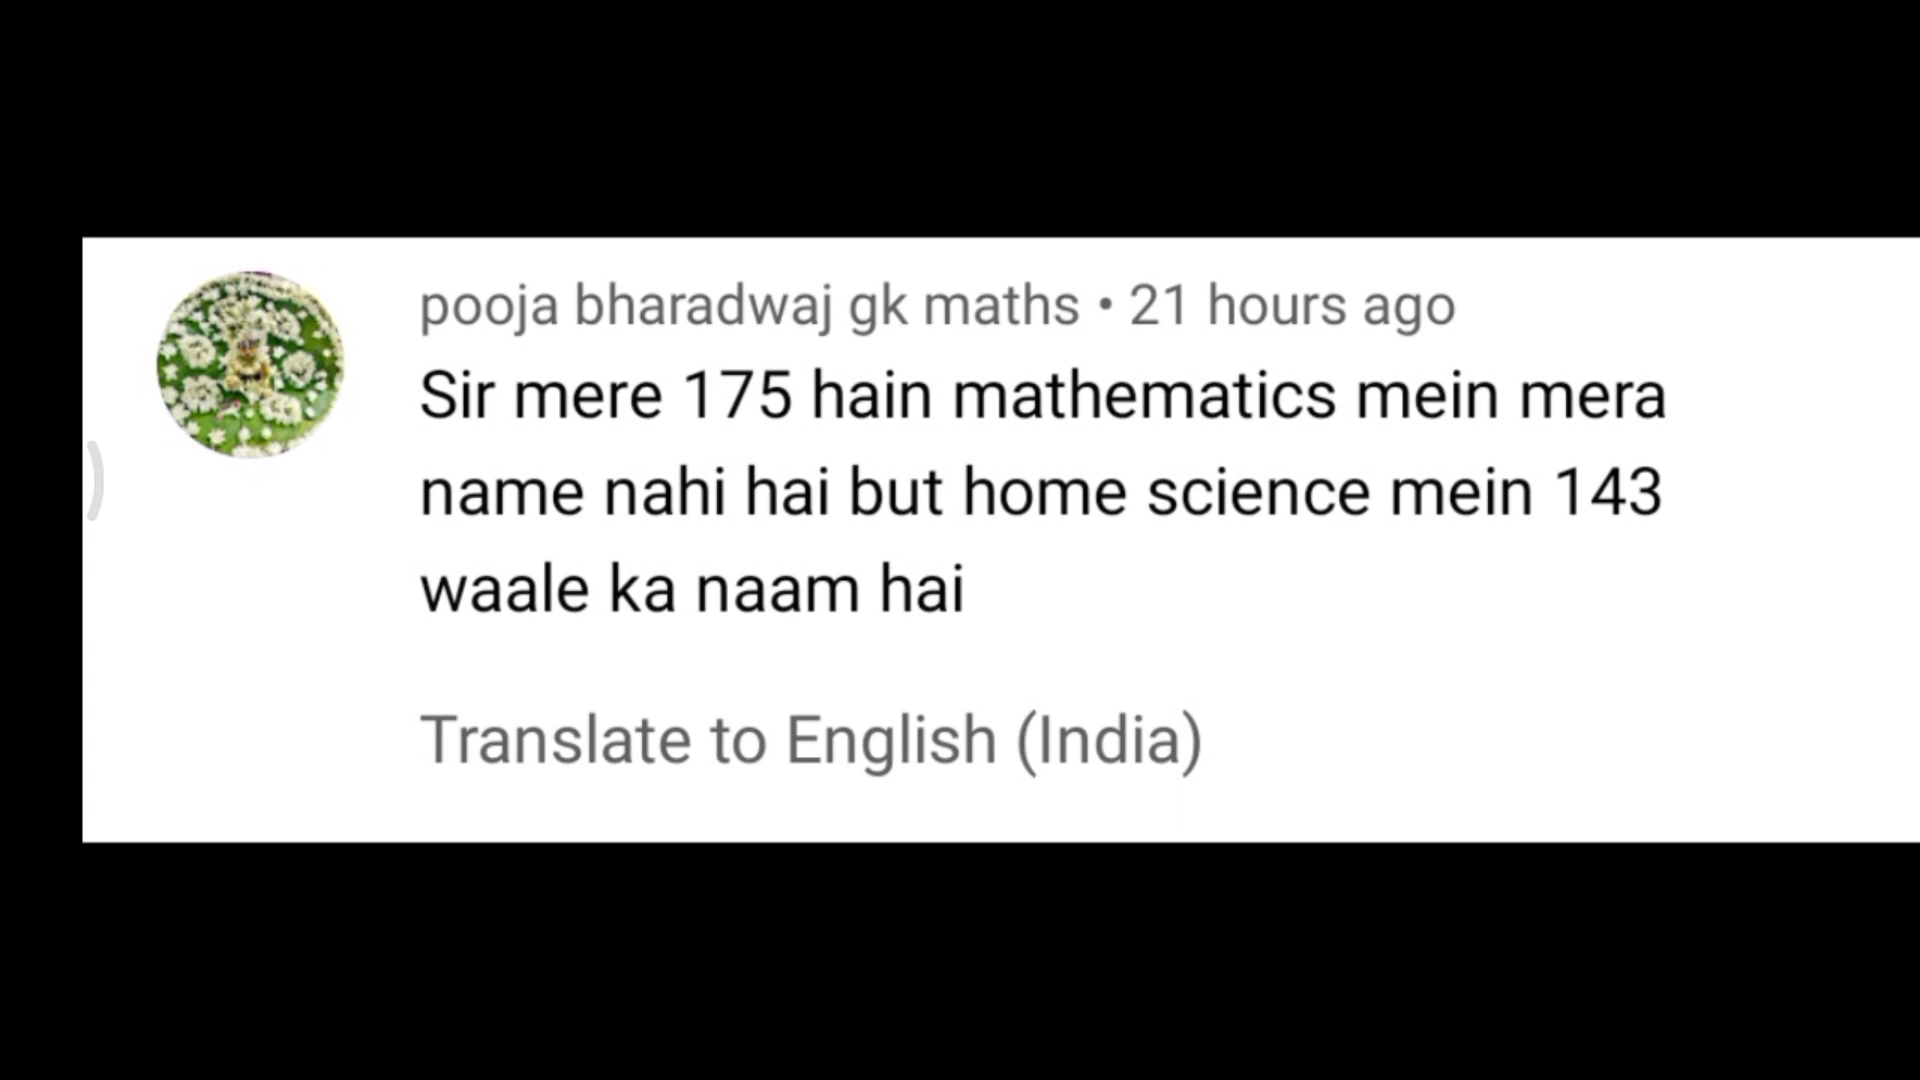 pooja bharadwaj gk maths • 21 hours ago
Sir mere 175 hain mathematics mein mera
name nahi hai but home science mein 143
waale ka naam hai
Translate to English (India)